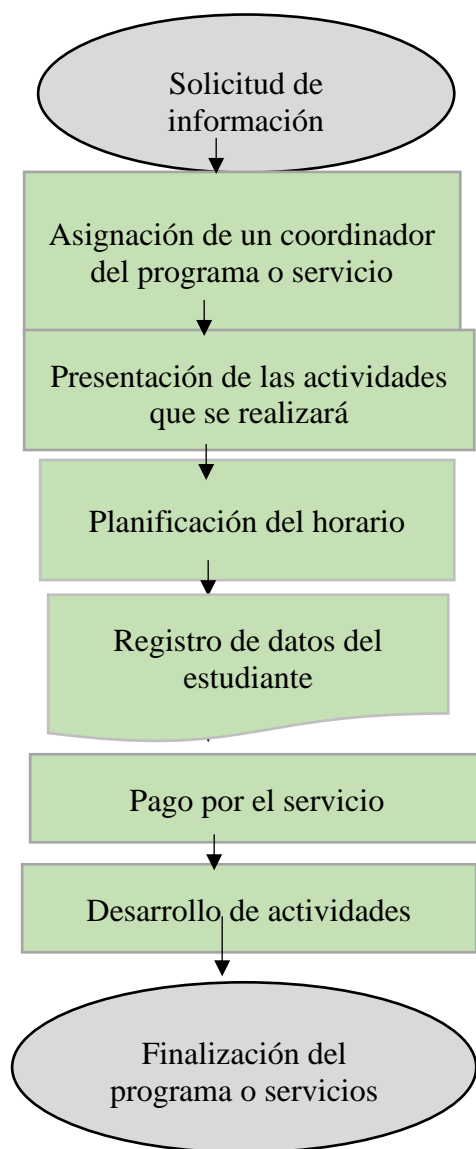 Solicitud de
información
Asignación de un coordinador
del programa o servicio
Presentación de las actividades
que se realizará
Planificación del horario
Registro de datos del
estudiante
Pago por el servicio
Desarrollo de actividades
Finalización del
programa o servicios